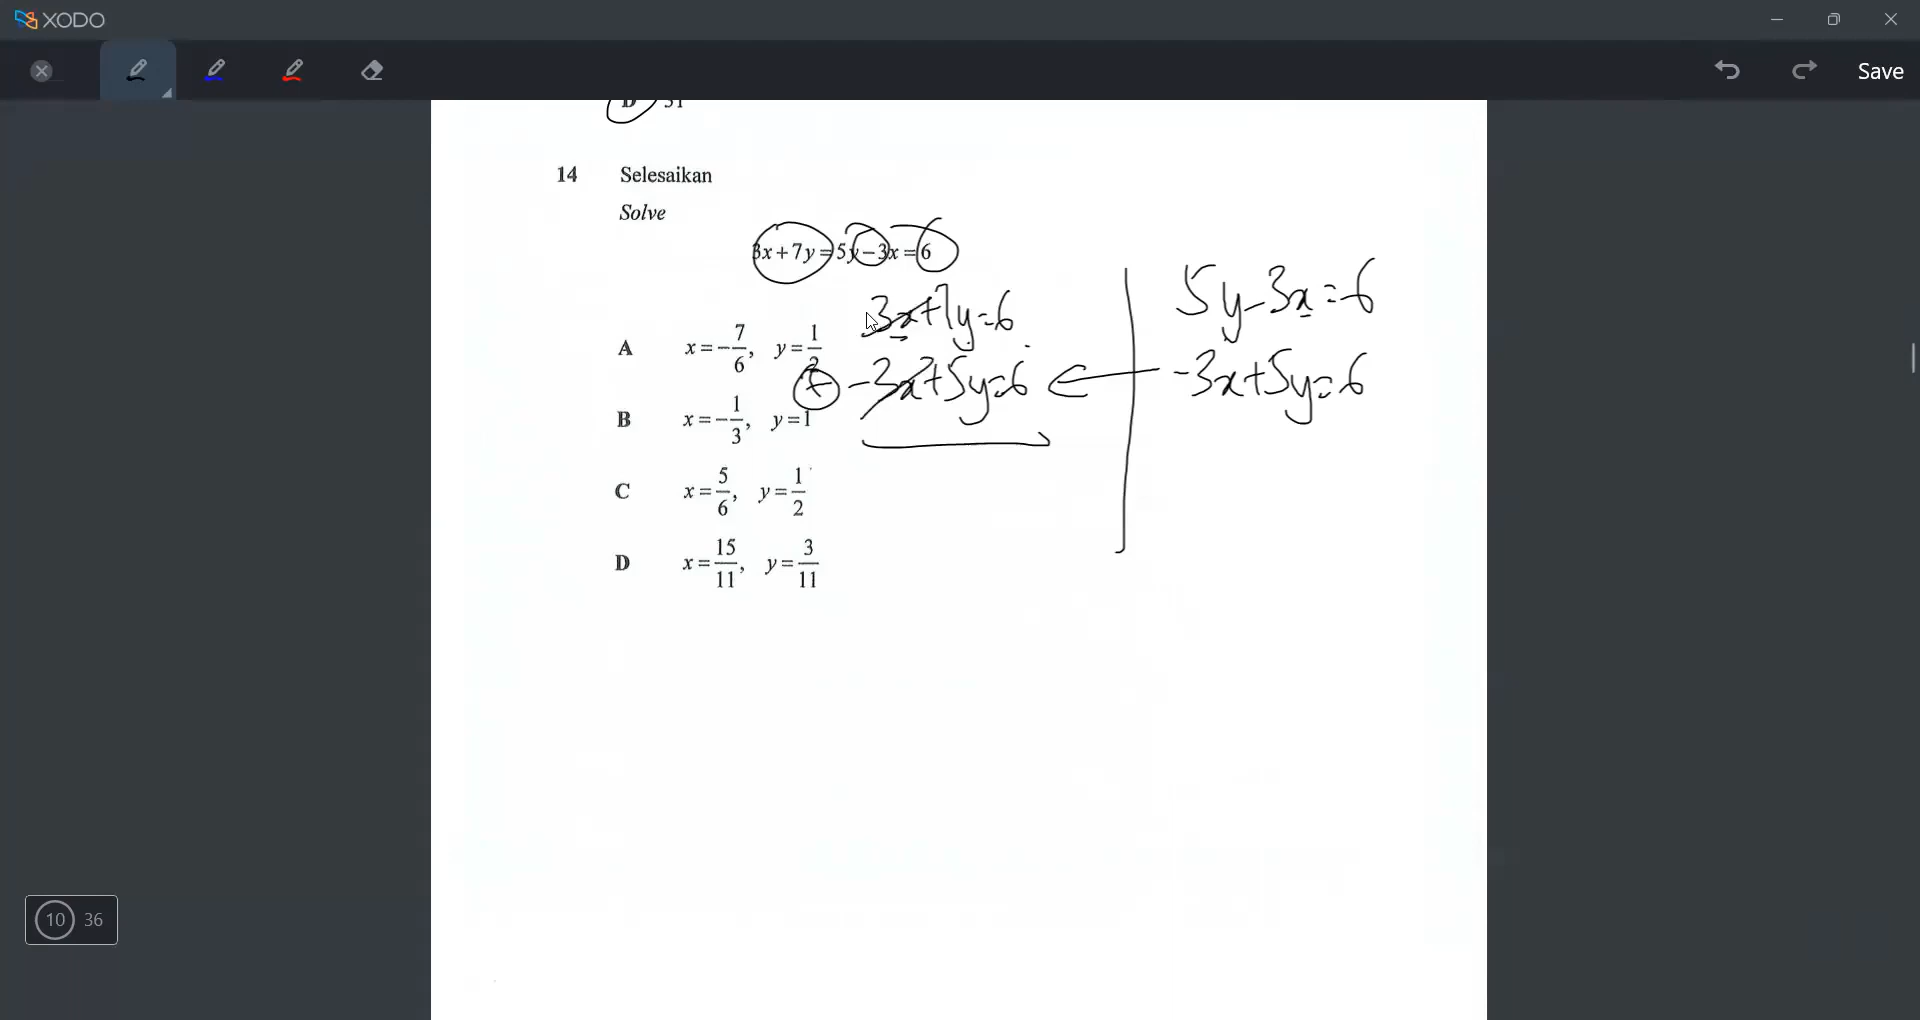 XODO
Save
D 51
14 Selesaikan
Solve
3x + 7y = 5y − 3x = 6
A x = −7/6, y = 1/2
B x = −1/3, y = 1
C x = 5/6, y = 1/2
D x = 15/11, y = 3/11
3x+7y=6
+ -3x+5y=6
5y-3x=6
-3x+5y=6
10 36